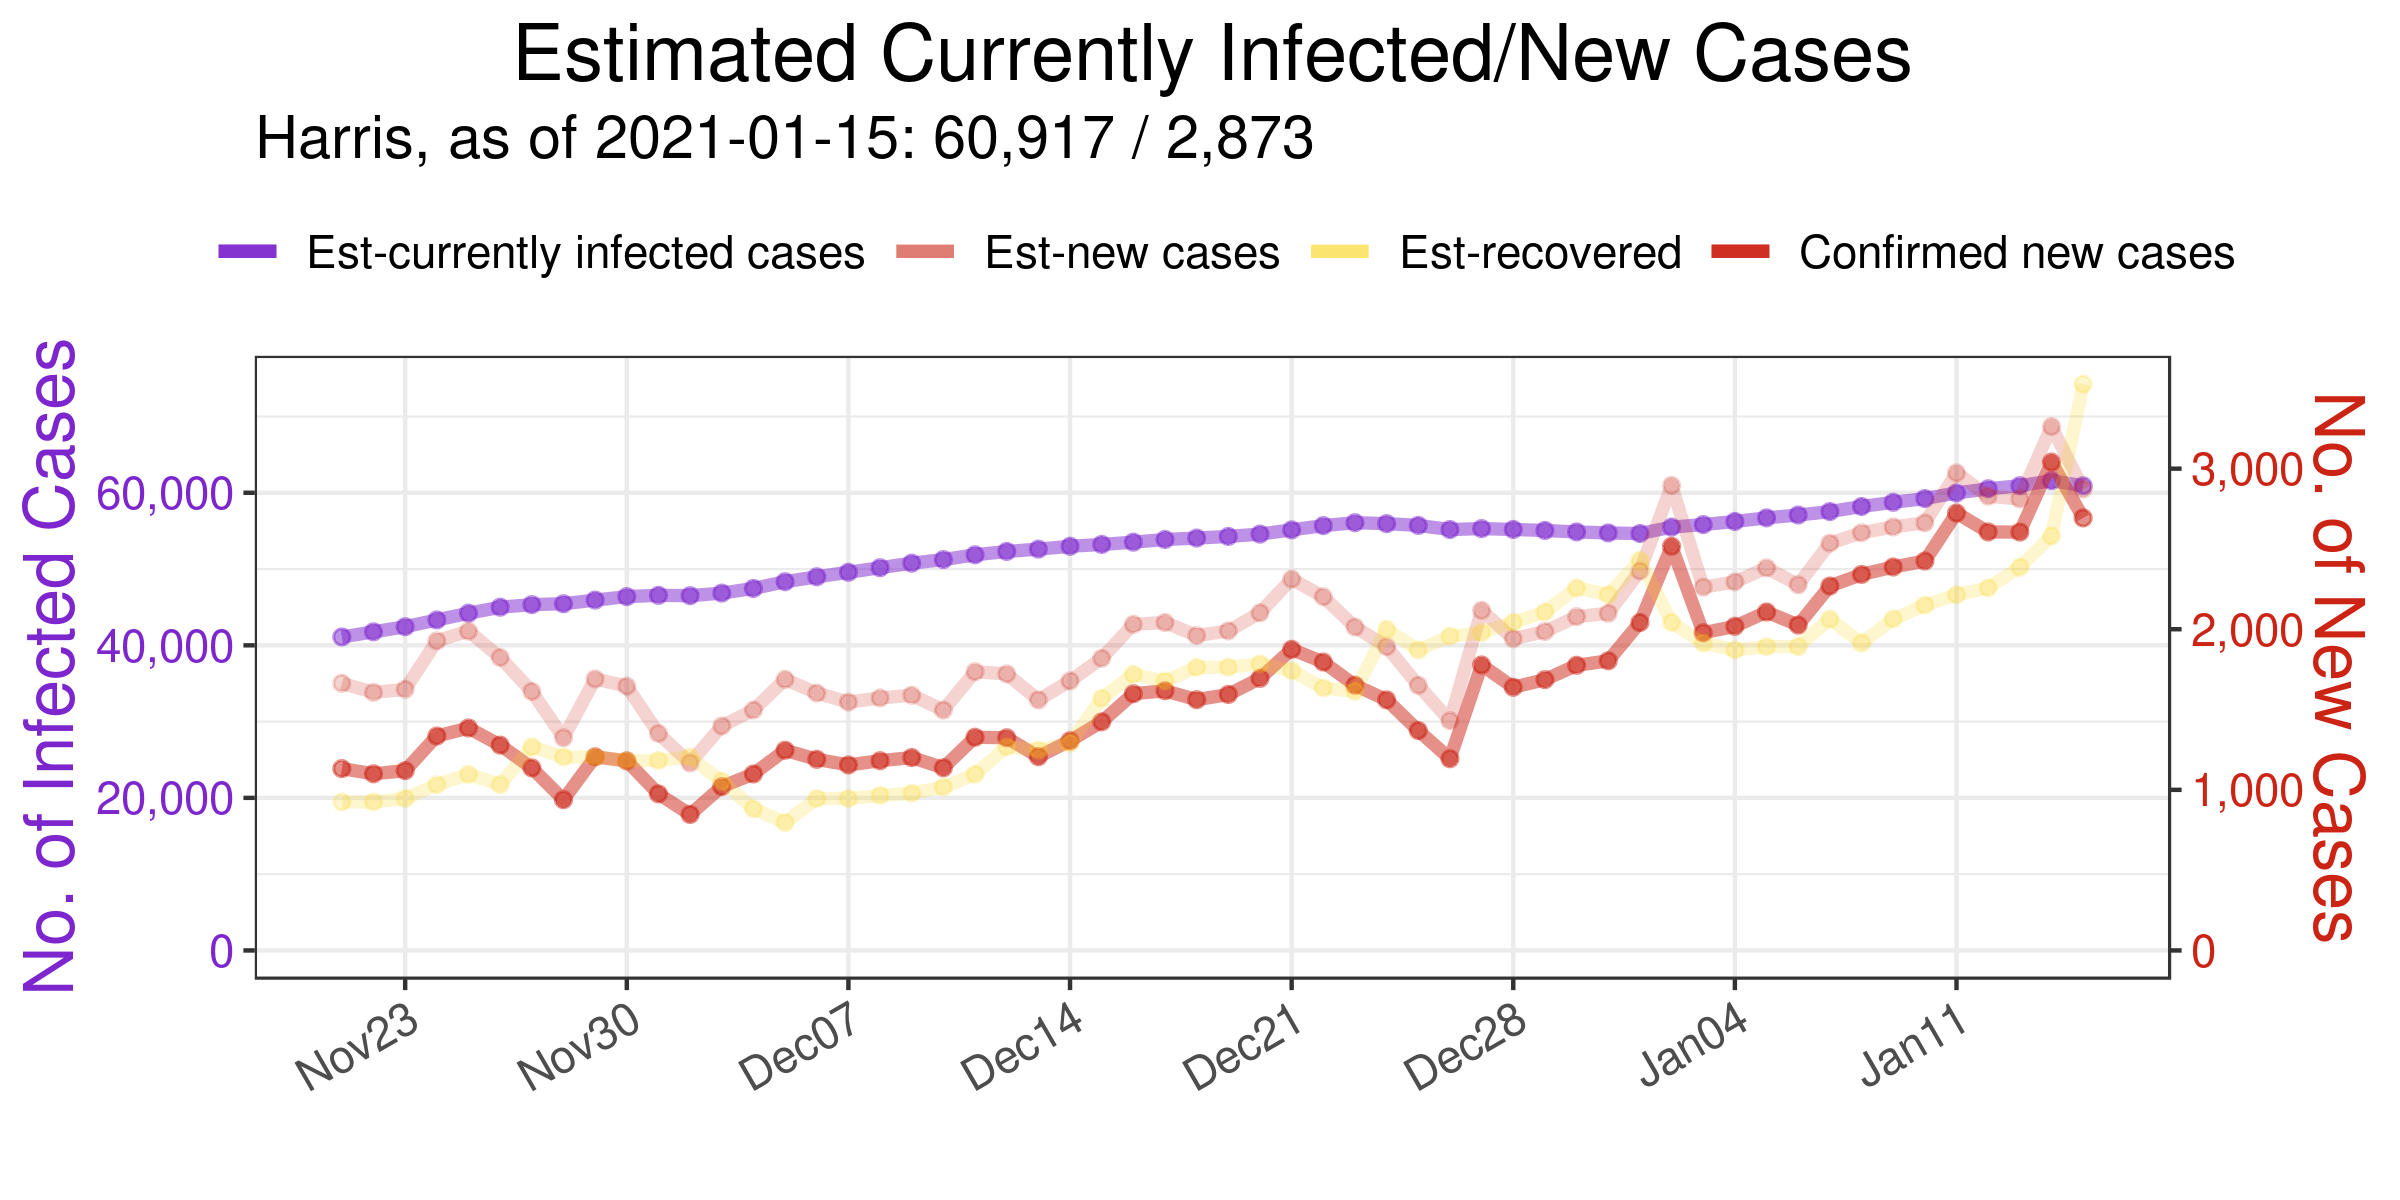 Estimated Currently Infected/New Cases
Harris, as of 2021-01-15: 60,917 / 2,873
Est-currently infected cases Est-new cases Est-recovered Confirmed new cases
No. of Infected Cases
60,000
40,000
20,000
0
3,000
2,000
1,000
0
No. of New Cases
Nov23 Nov30 Dec07 Dec14 Dec21 Dec28 Jan04 Jan11